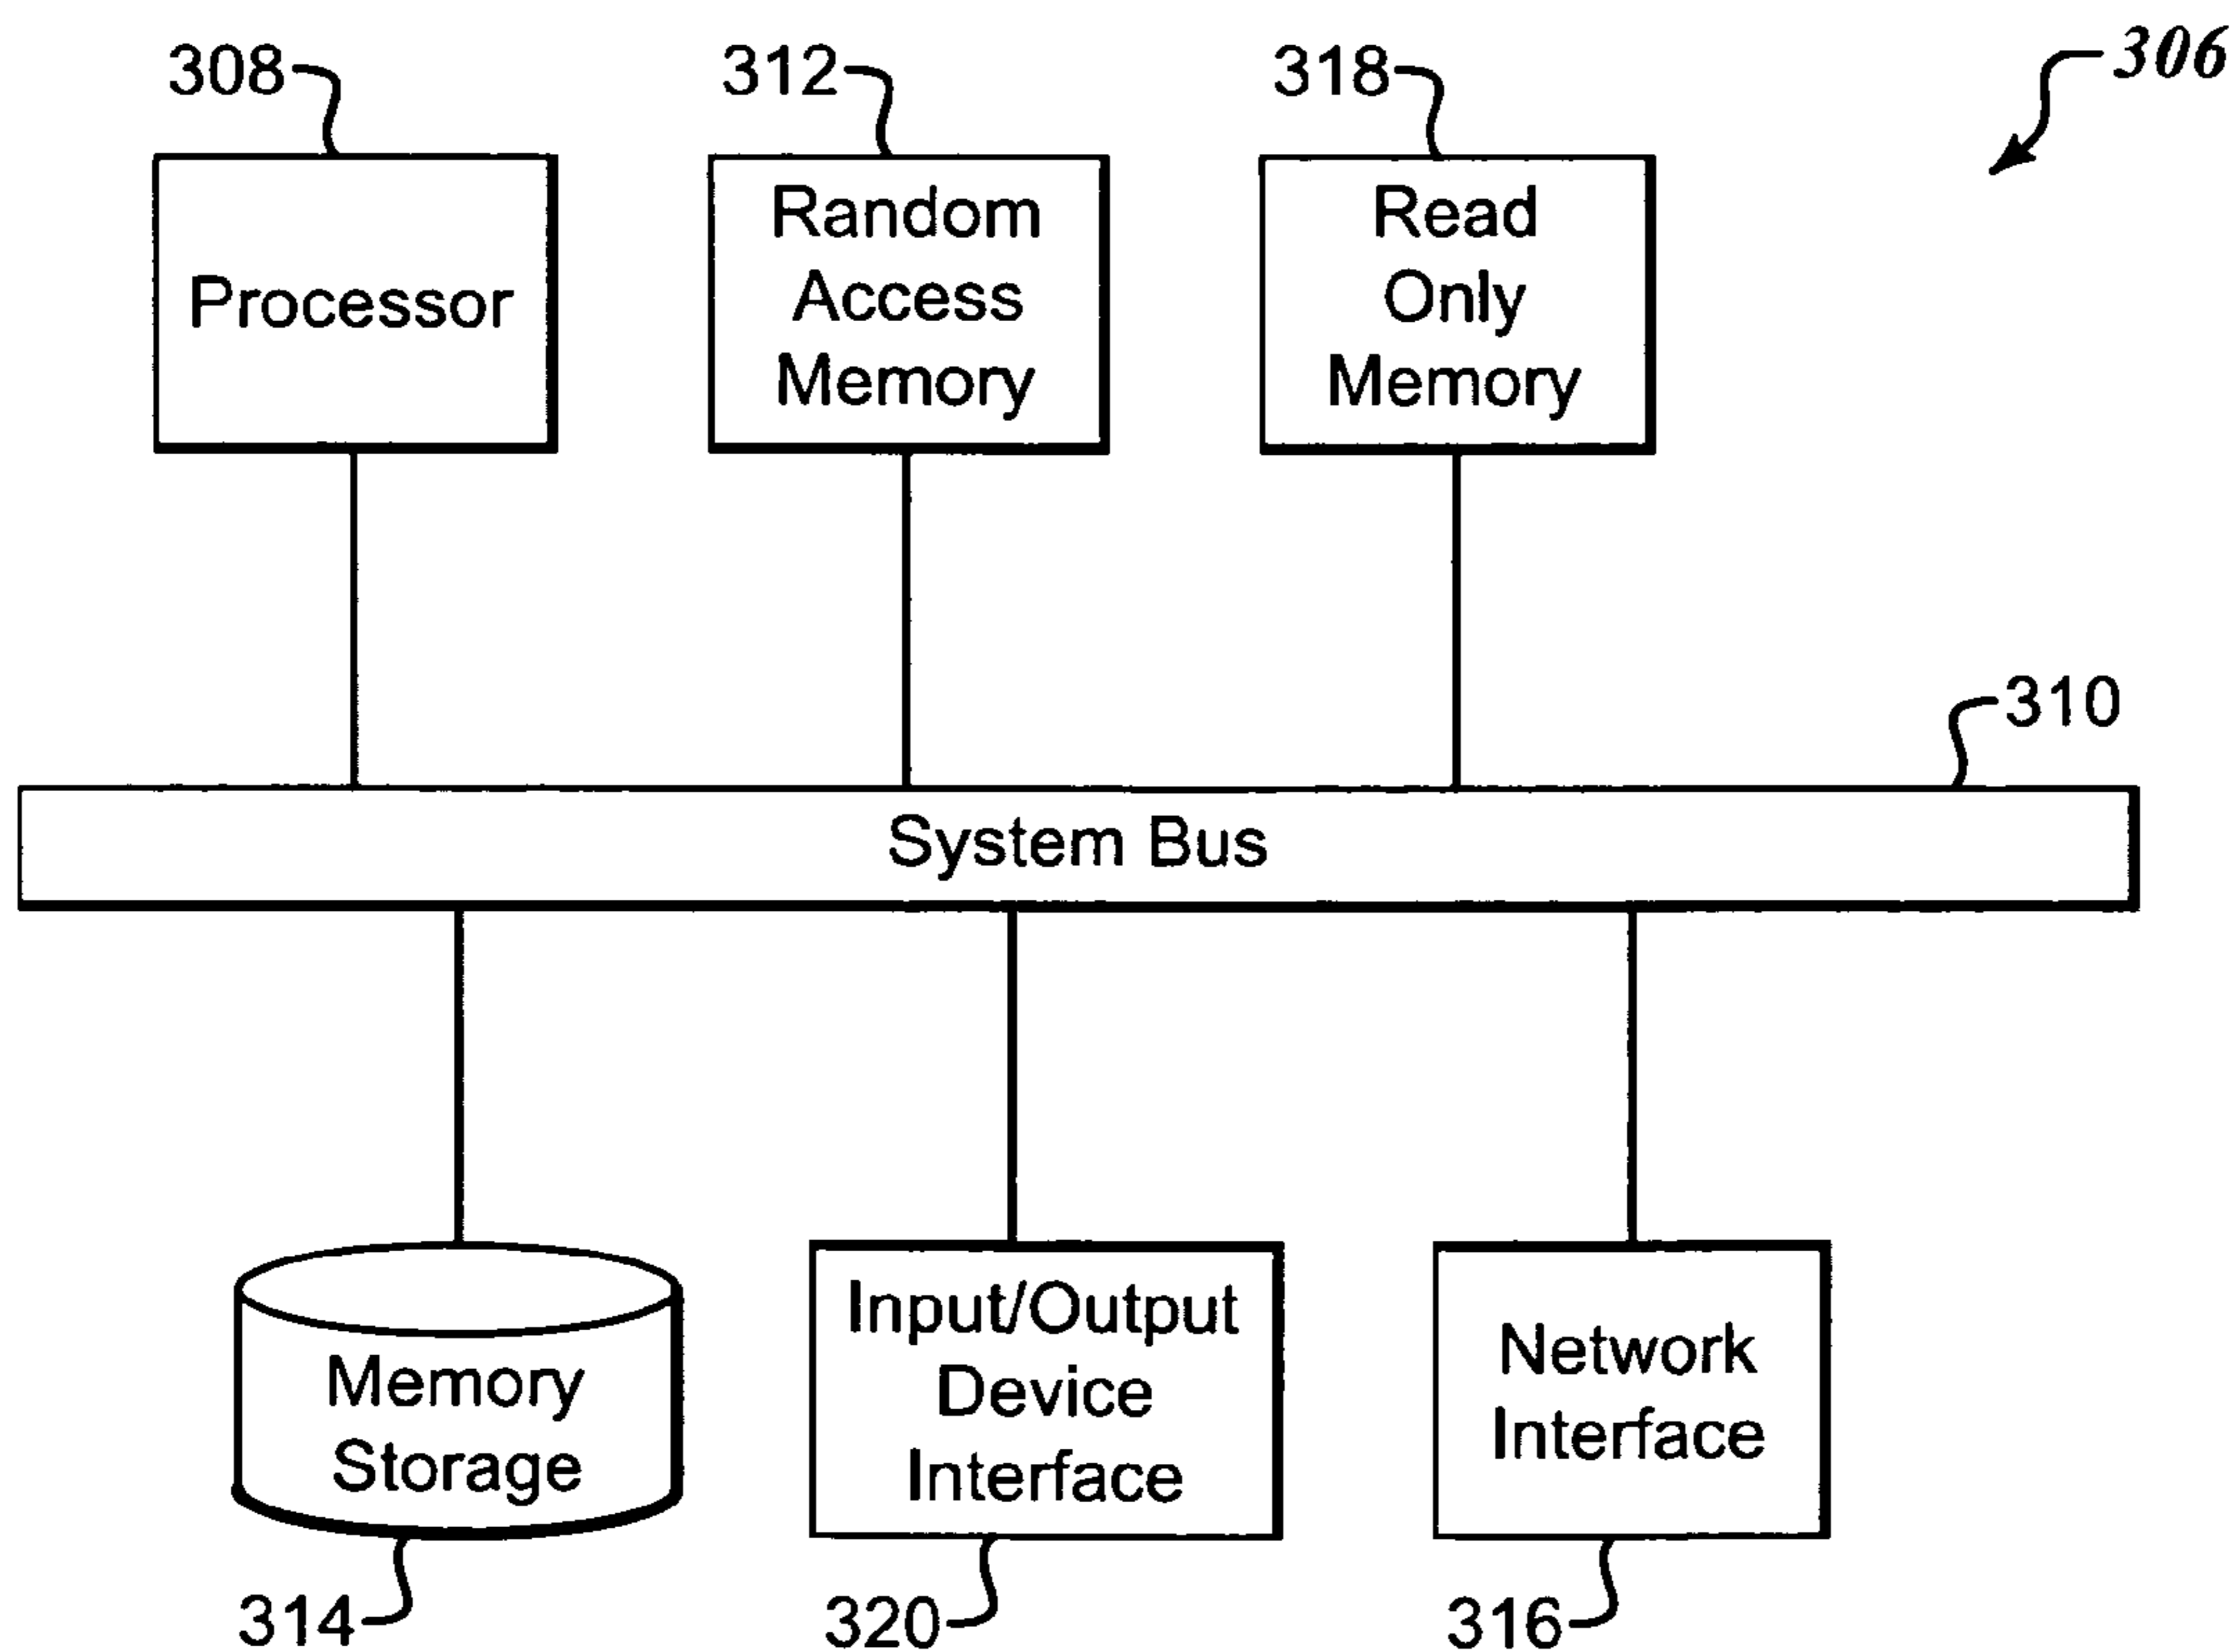 308
312
318
306
Processor
Random
Access
Memory
Read
Only
Memory
310
System Bus
Memory
Storage
Input/Output
Device
Interface
Network
Interface
314
320
316